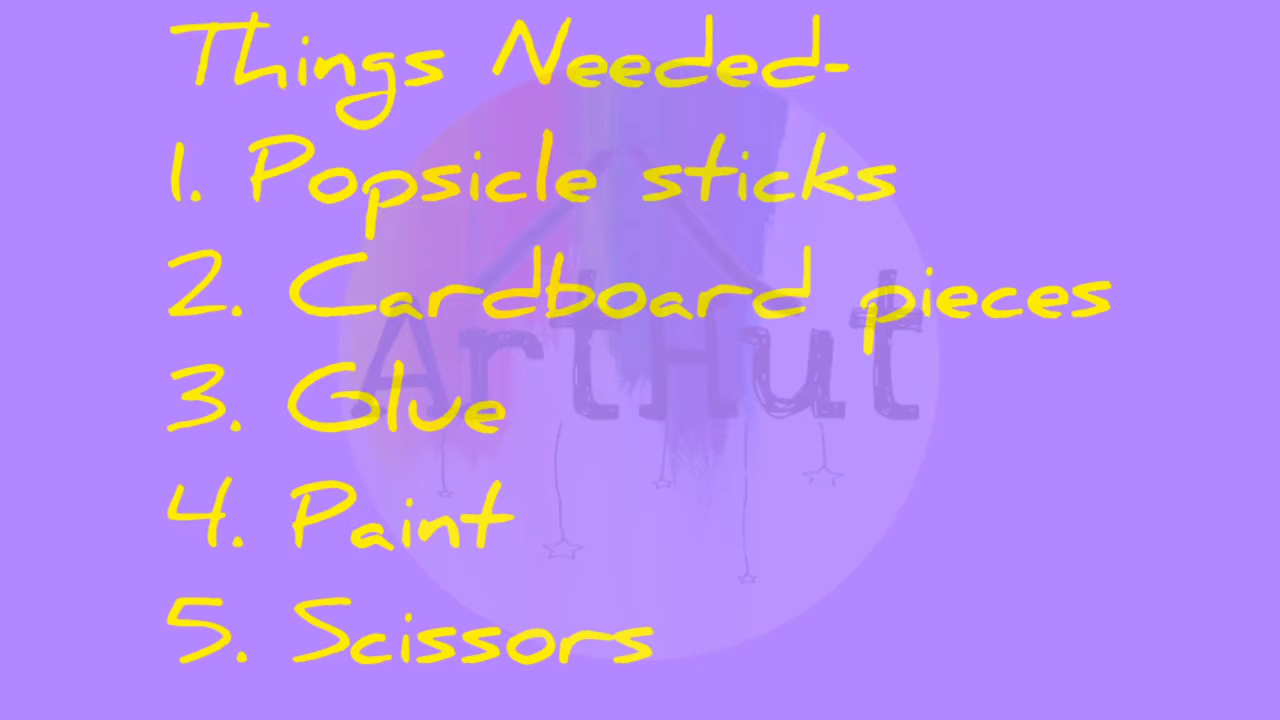 Things Needed-
1. Popsicle sticks
2. Cardboard pieces
ArtHut
3. Glue
4. Paint
5. Scissors